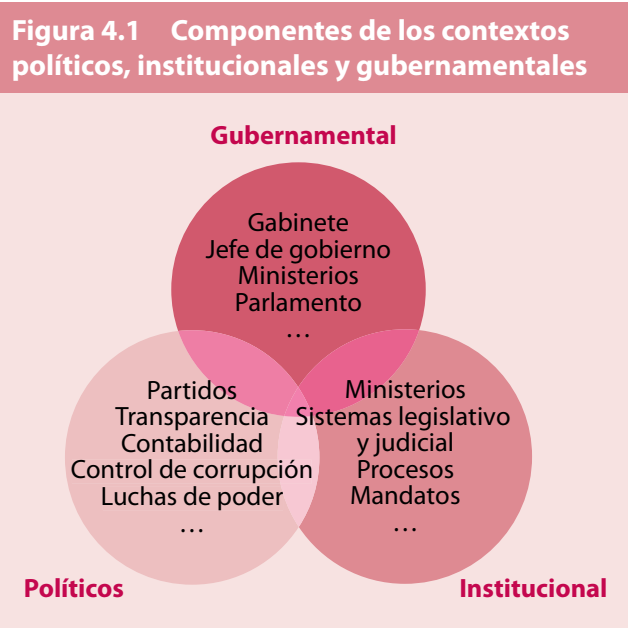 Figura 4.1 Componentes de los contextos
políticos, institucionales y gubernamentales
Gubernamental
Gabinete
Jefe de gobierno
Ministerios
Parlamento
…
Partidos
Transparencia
Contabilidad
Control de corrupción
Luchas de poder
…
Ministerios
Sistemas legislativo
y judicial
Procesos
Mandatos
…
Políticos
Institucional